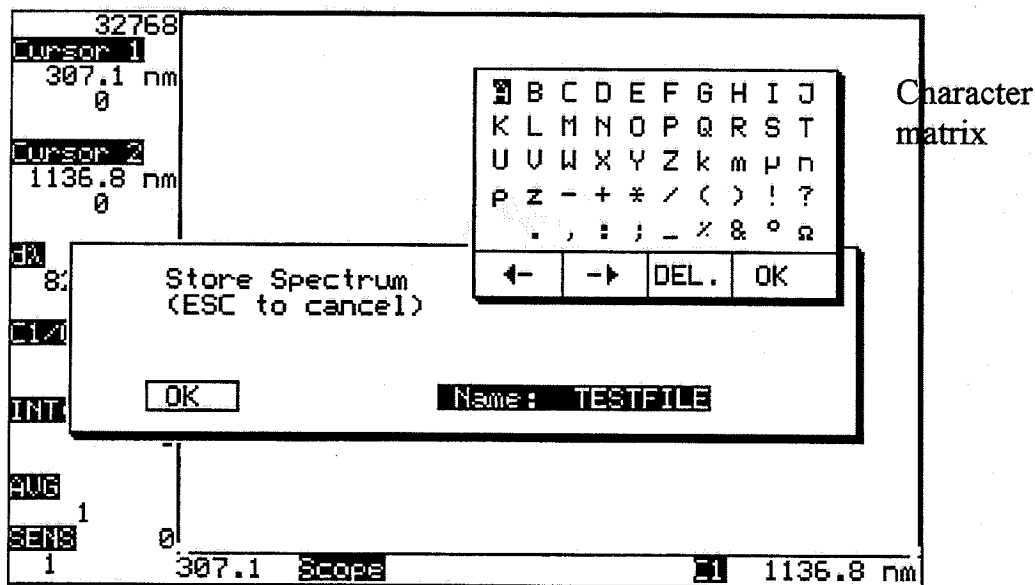 32768
Cursor 1
307.1 nm
0
Cursor 2
1136.8 nm
0
dλ
8
C1/
INT
AVG
1
SENS
1
0
307.1 Scope C1 1136.8 nm
Store Spectrum
(ESC to cancel)
OK
Name: TESTFILE
B C D E F G H I J
K L M N O P Q R S T
U V W X Y Z k m µ n
p z - + * / ( ) ! ?
. , : ; _ % & ° Ω
DEL. OK
Character
matrix